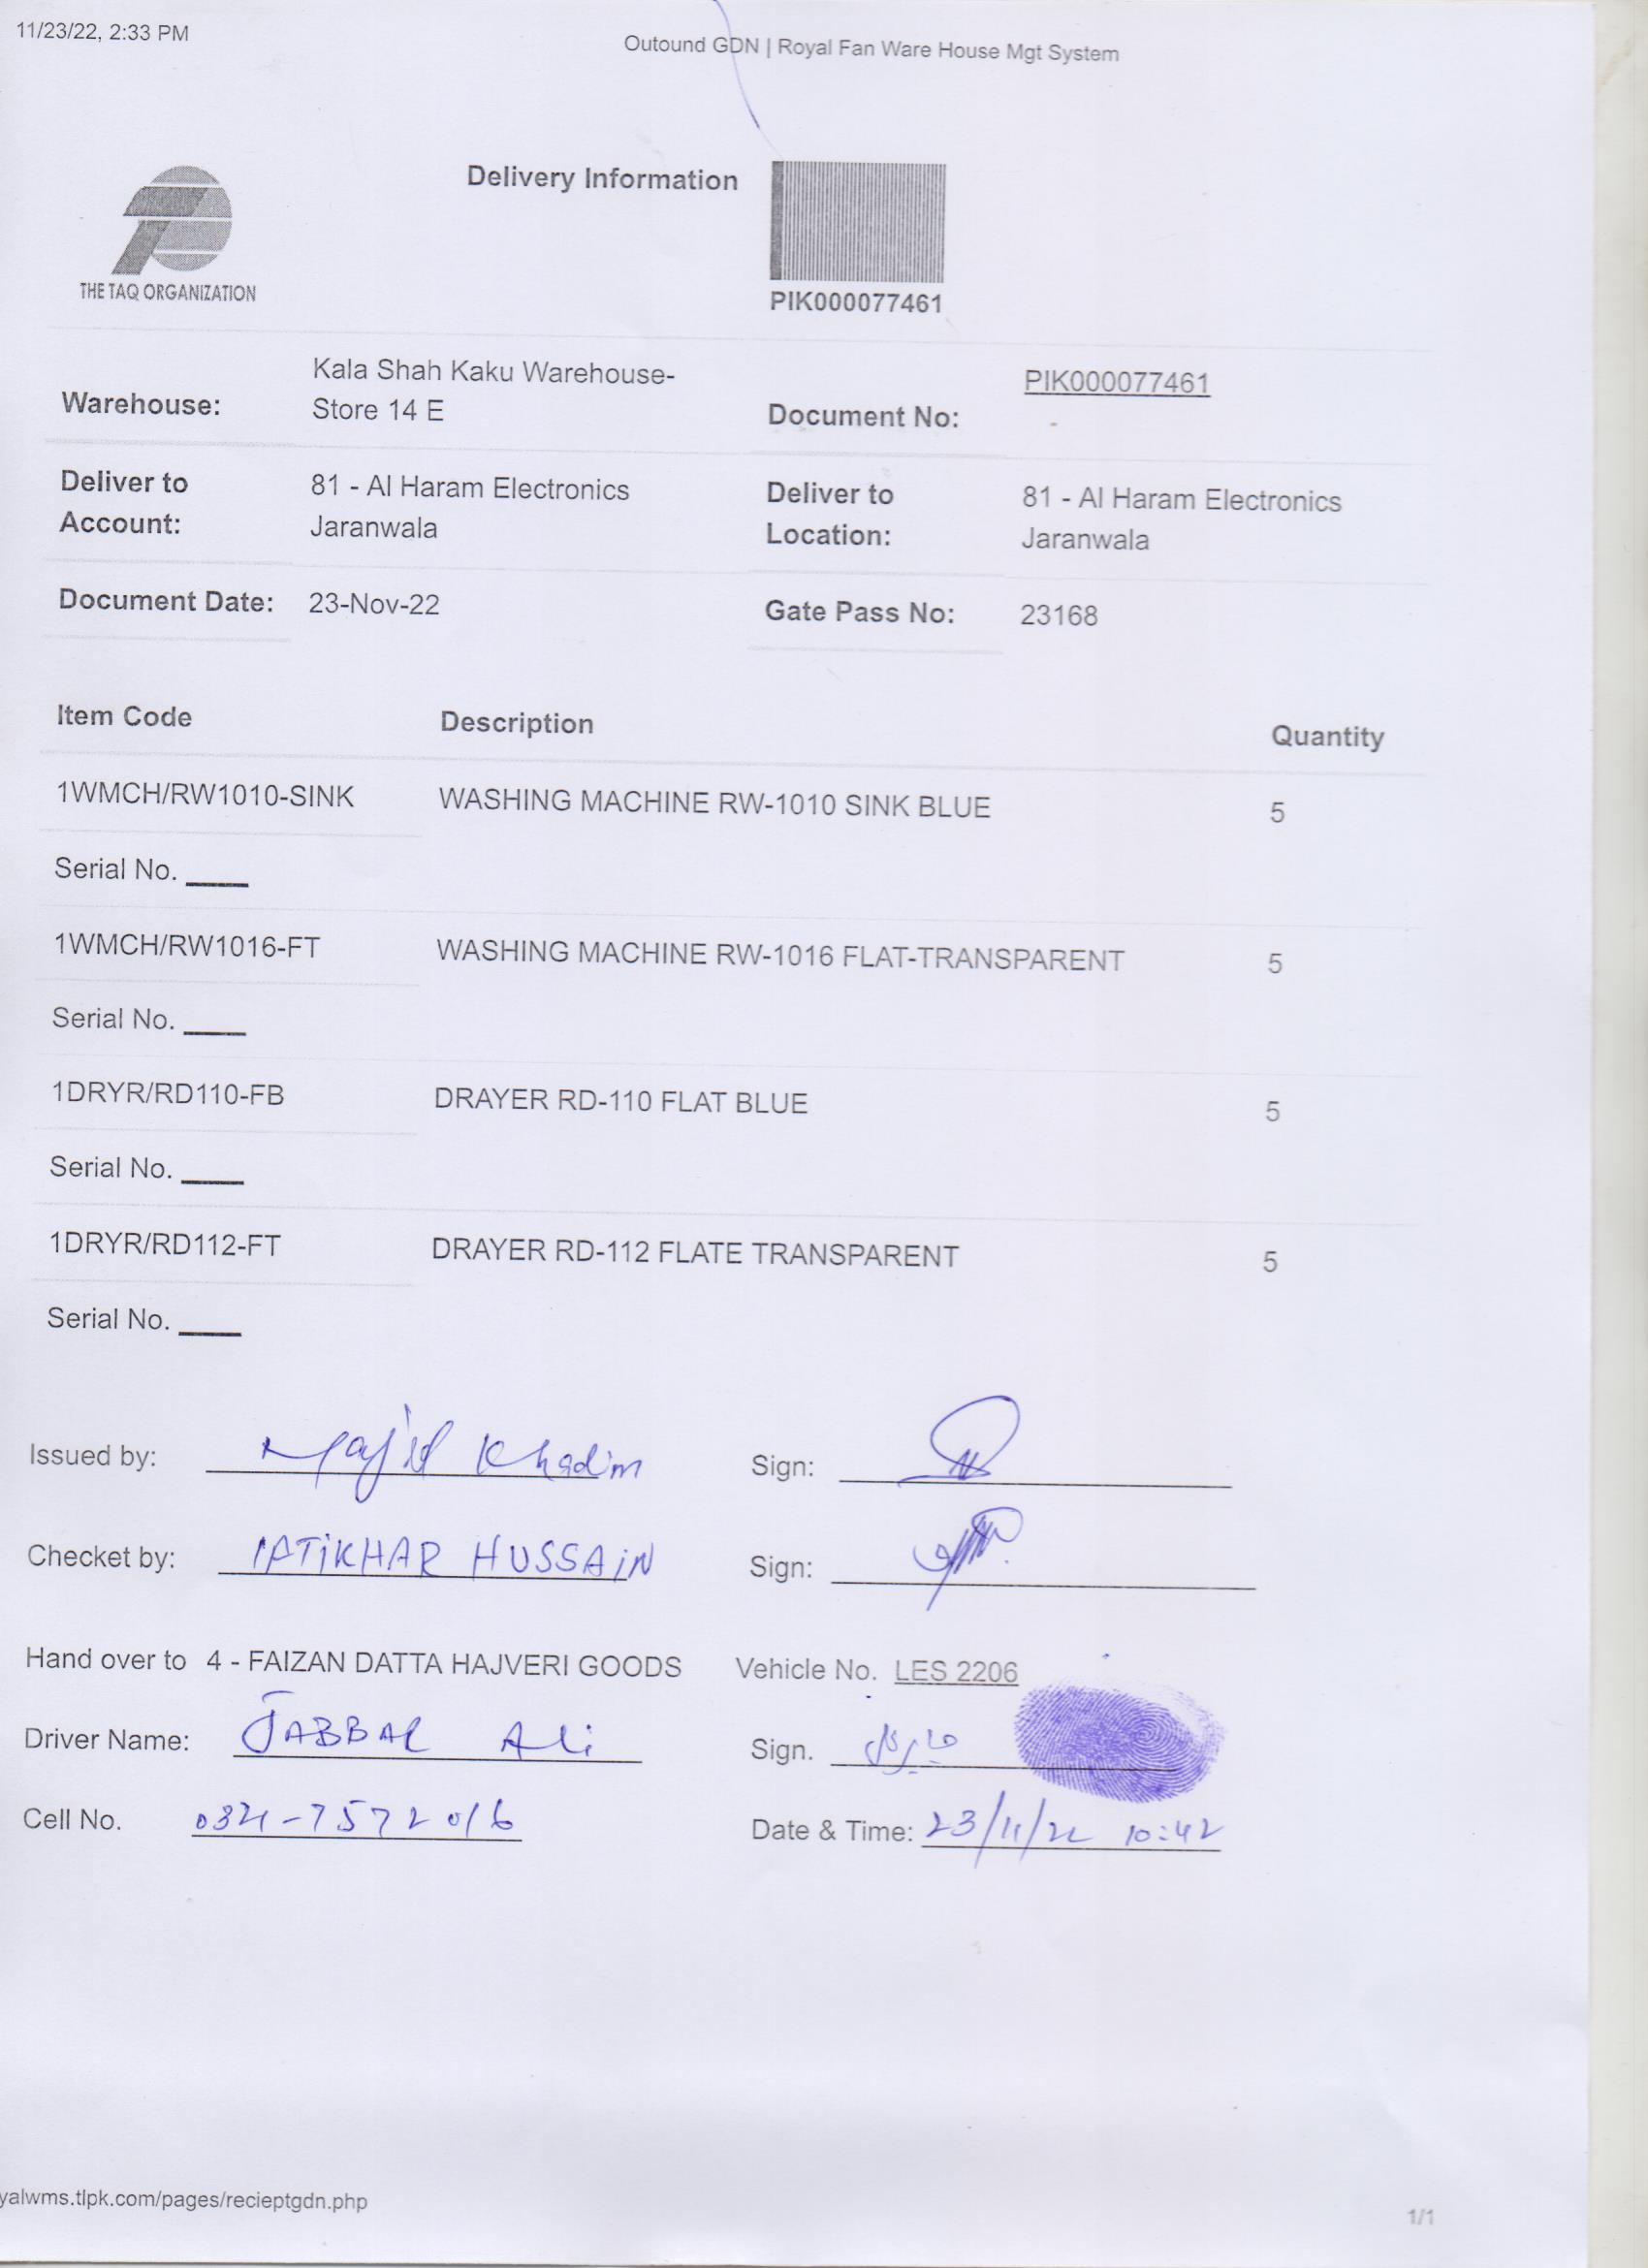 11/23/22, 2:33 PM
Outound GDN | Royal Fan Ware House Mgt System
THE TAQ ORGANIZATION
Delivery Information
PIK000077461
Warehouse: Kala Shah Kaku Warehouse-
Store 14 E
Document No: PIK000077461
Deliver to
Account: 81 - Al Haram Electronics
Jaranwala
Deliver to
Location: 81 - Al Haram Electronics
Jaranwala
Document Date: 23-Nov-22
Gate Pass No: 23168
Item Code Description Quantity
1WMCH/RW1010-SINK WASHING MACHINE RW-1010 SINK BLUE 5
Serial No. ____
1WMCH/RW1016-FT WASHING MACHINE RW-1016 FLAT-TRANSPARENT 5
Serial No. ____
1DRYR/RD110-FB DRAYER RD-110 FLAT BLUE 5
Serial No. ____
1DRYR/RD112-FT DRAYER RD-112 FLATE TRANSPARENT 5
Serial No. ____
Issued by: Majid Khadim Sign:
Checket by: IFTIKHAR HUSSAIN Sign:
Hand over to 4 - FAIZAN DATTA HAJVERI GOODS Vehicle No. LES 2206
Driver Name: JABBAR Ali Sign.
Cell No. 0321-7572016 Date & Time: 23/11/22 10:42
yalwms.tlpk.com/pages/recieptgdn.php
1/1